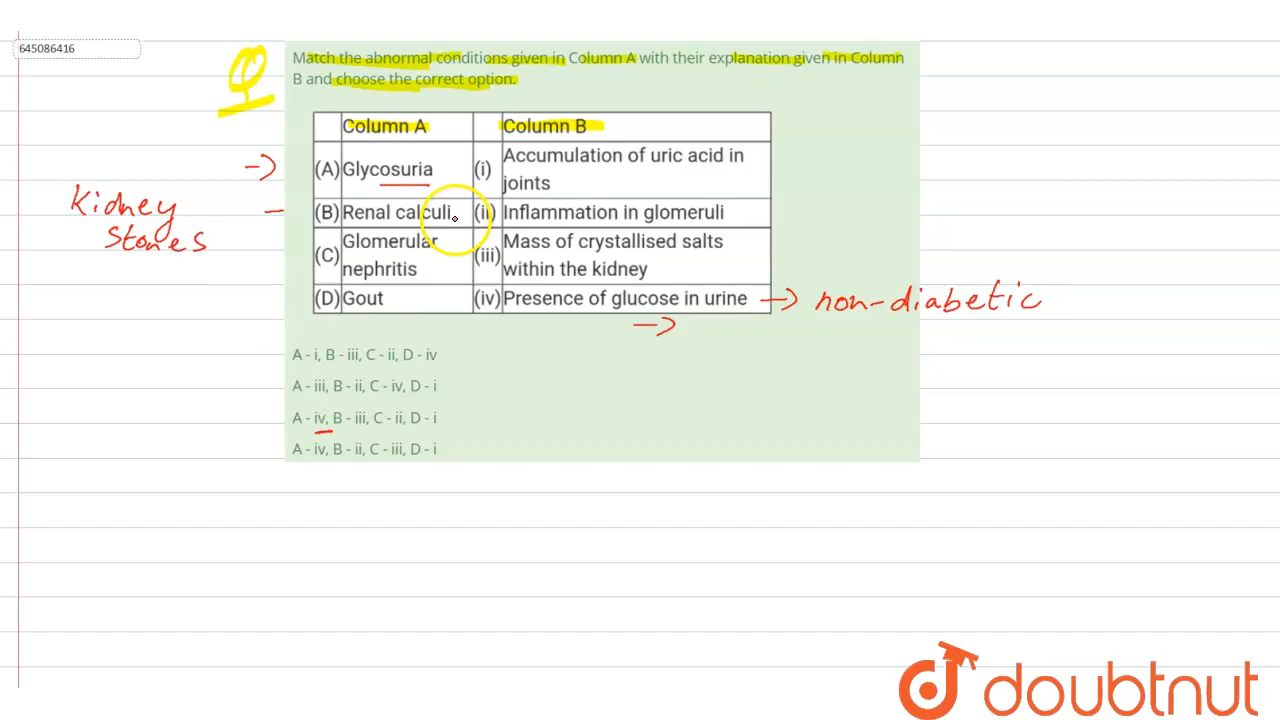 645086416
Q
Match the abnormal conditions given in Column A with their explanation given in Column
B and choose the correct option.
Column A Column B
(A) Glycosuria (i) Accumulation of uric acid in joints
(B) Renal calculi (ii) Inflammation in glomeruli
(C) Glomerular nephritis (iii) Mass of crystallised salts within the kidney
(D) Gout (iv) Presence of glucose in urine
Kidney
Stones
non-diabetic
A - i, B - iii, C - ii, D - iv
A - iii, B - ii, C - iv, D - i
A - iv, B - iii, C - ii, D - i
A - iv, B - ii, C - iii, D - i
doubtnut